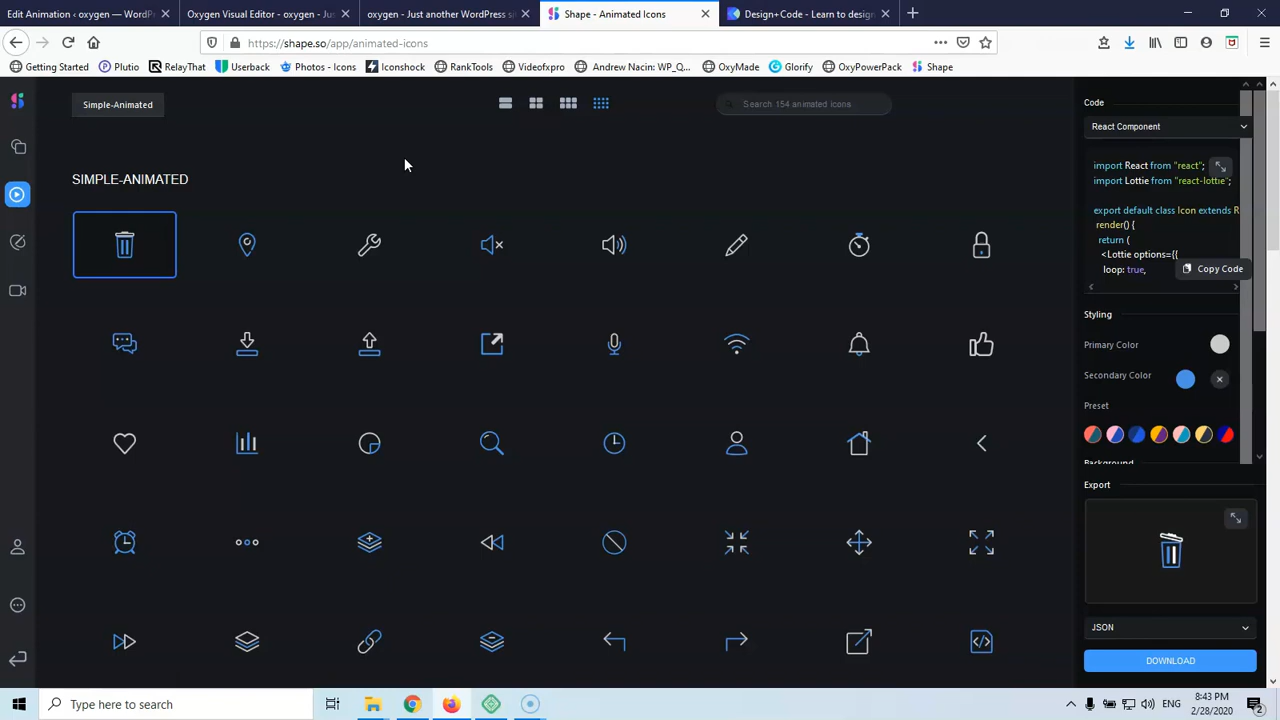 Edit Animation ‹ oxygen — WordPr
Oxygen Visual Editor - oxygen - Jus
oxygen - Just another WordPress si
Shape - Animated Icons
Design+Code - Learn to design
https://shape.so/app/animated-icons
Getting Started
Plutio
RelayThat
Userback
Photos - Icons
Iconshock
RankTools
Videofxpro
Andrew Nacin: WP_Q...
OxyMade
Glorify
OxyPowerPack
Shape
Simple-Animated
Search 154 animated icons
Code
React Component
SIMPLE-ANIMATED
import React from "react";
import Lottie from "react-lottie";
export default class Icon extends R
render() {
return (
<Lottie options={{
loop: true,
Copy Code
Styling
Primary Color
Secondary Color
Preset
Background
Export
JSON
DOWNLOAD
Type here to search
ENG
8:43 PM
2/28/2020
2